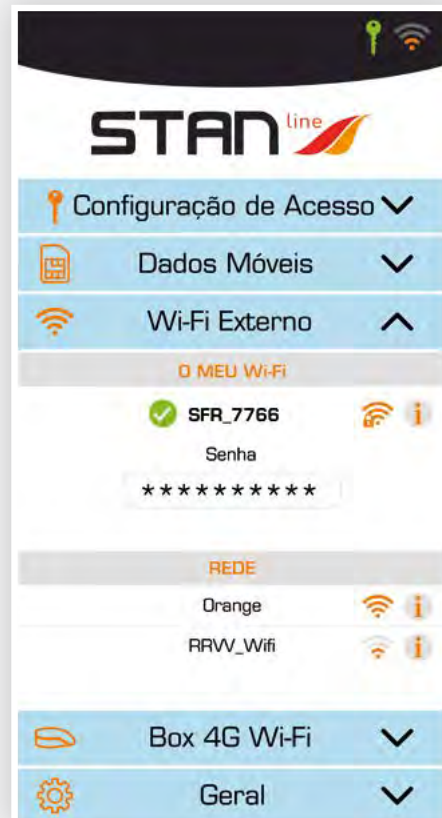 STAN line
Configuração de Acesso
Dados Móveis
Wi-Fi Externo
O MEU Wi-Fi
SFR_7766
Senha
**********
REDE
Orange
RRVV_Wifi
Box 4G Wi-Fi
Geral